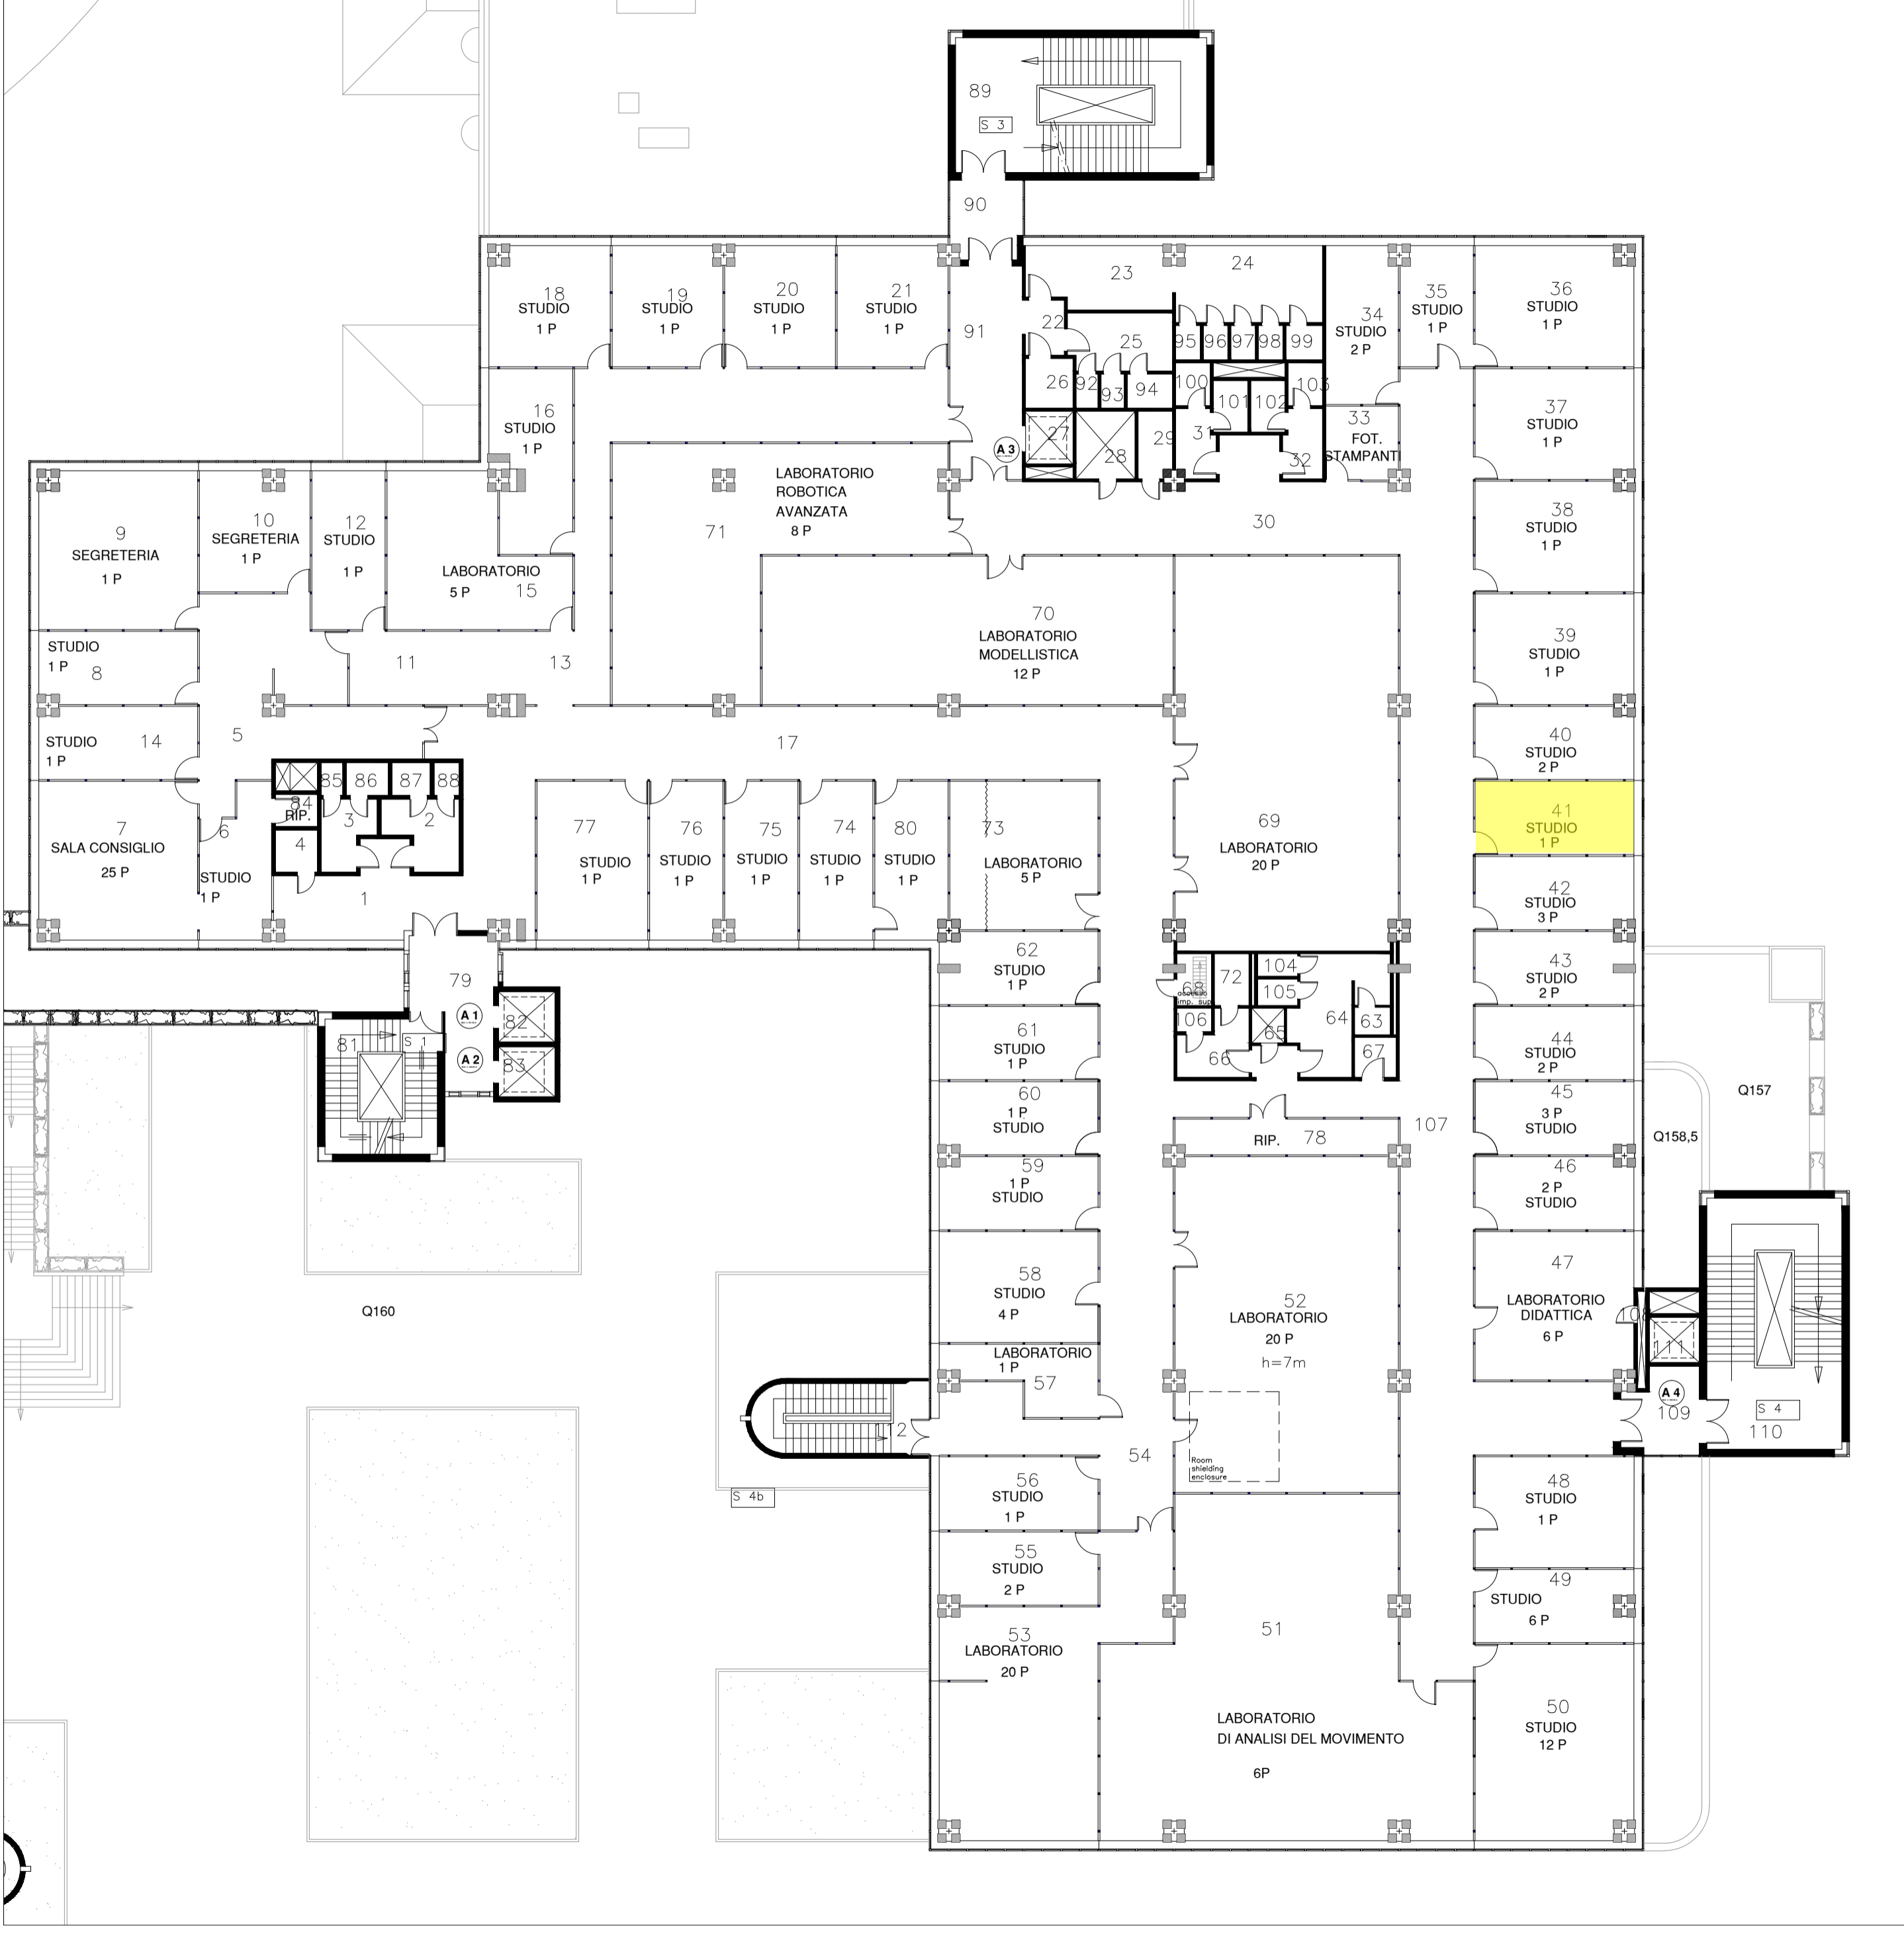 89
S 3
90
18
STUDIO
1 P
19
STUDIO
1 P
20
STUDIO
1 P
21
STUDIO
1 P
91
23
24
22
25
95
96
97
98
99
34
STUDIO
2 P
35
STUDIO
1 P
36
STUDIO
1 P
26
92
93
94
100
101
102
103
16
STUDIO
1 P
A 3
27
28
29
31
32
33
FOT.
STAMPANTI
37
STUDIO
1 P
9
SEGRETERIA
1 P
10
SEGRETERIA
1 P
12
STUDIO
1 P
LABORATORIO
5 P
15
71
LABORATORIO
ROBOTICA
AVANZATA
8 P
30
38
STUDIO
1 P
STUDIO
1 P
8
11
13
70
LABORATORIO
MODELLISTICA
12 P
39
STUDIO
1 P
STUDIO
1 P
14
5
17
40
STUDIO
2 P
7
SALA CONSIGLIO
25 P
6
STUDIO
1 P
84
RIP.
4
85
86
87
88
3
2
1
77
STUDIO
1 P
76
STUDIO
1 P
75
STUDIO
1 P
74
STUDIO
1 P
80
STUDIO
1 P
73
LABORATORIO
5 P
69
LABORATORIO
20 P
41
STUDIO
1 P
42
STUDIO
3 P
79
A 1
A 2
82
83
81
S 1
62
STUDIO
1 P
68
72
104
105
106
66
65
64
63
67
43
STUDIO
2 P
61
STUDIO
1 P
44
STUDIO
2 P
60
1 P
STUDIO
RIP.
78
107
45
3 P
STUDIO
Q157
Q158,5
59
1 P
STUDIO
46
2 P
STUDIO
58
STUDIO
4 P
52
LABORATORIO
20 P
h=7m
47
LABORATORIO
DIDATTICA
6 P
111
Q160
LABORATORIO
1 P
57
A 4
109
S 4
110
54
Room
shielding
enclosure
S 4b
56
STUDIO
1 P
48
STUDIO
1 P
55
STUDIO
2 P
49
STUDIO
6 P
53
LABORATORIO
20 P
51
LABORATORIO
DI ANALISI DEL MOVIMENTO
6P
50
STUDIO
12 P